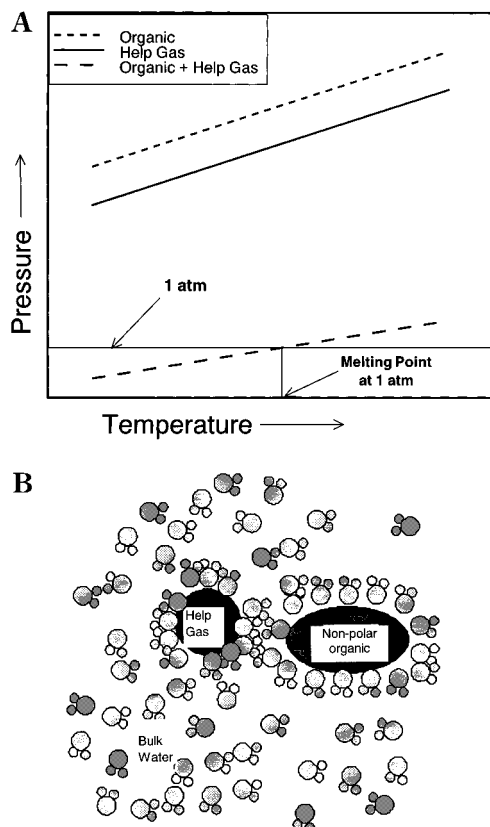 A
Organic
Help Gas
Organic + Help Gas
Pressure
1 atm
Melting Point
at 1 atm
Temperature
B
Help
Gas
Non-polar
organic
Bulk
Water